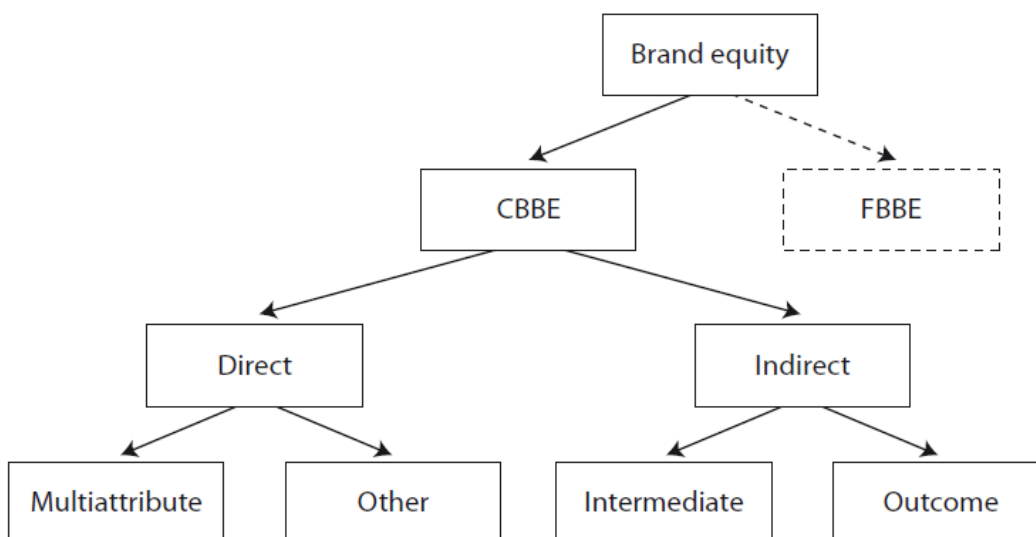 Brand equity
CBBE
FBBE
Direct
Indirect
Multiattribute
Other
Intermediate
Outcome